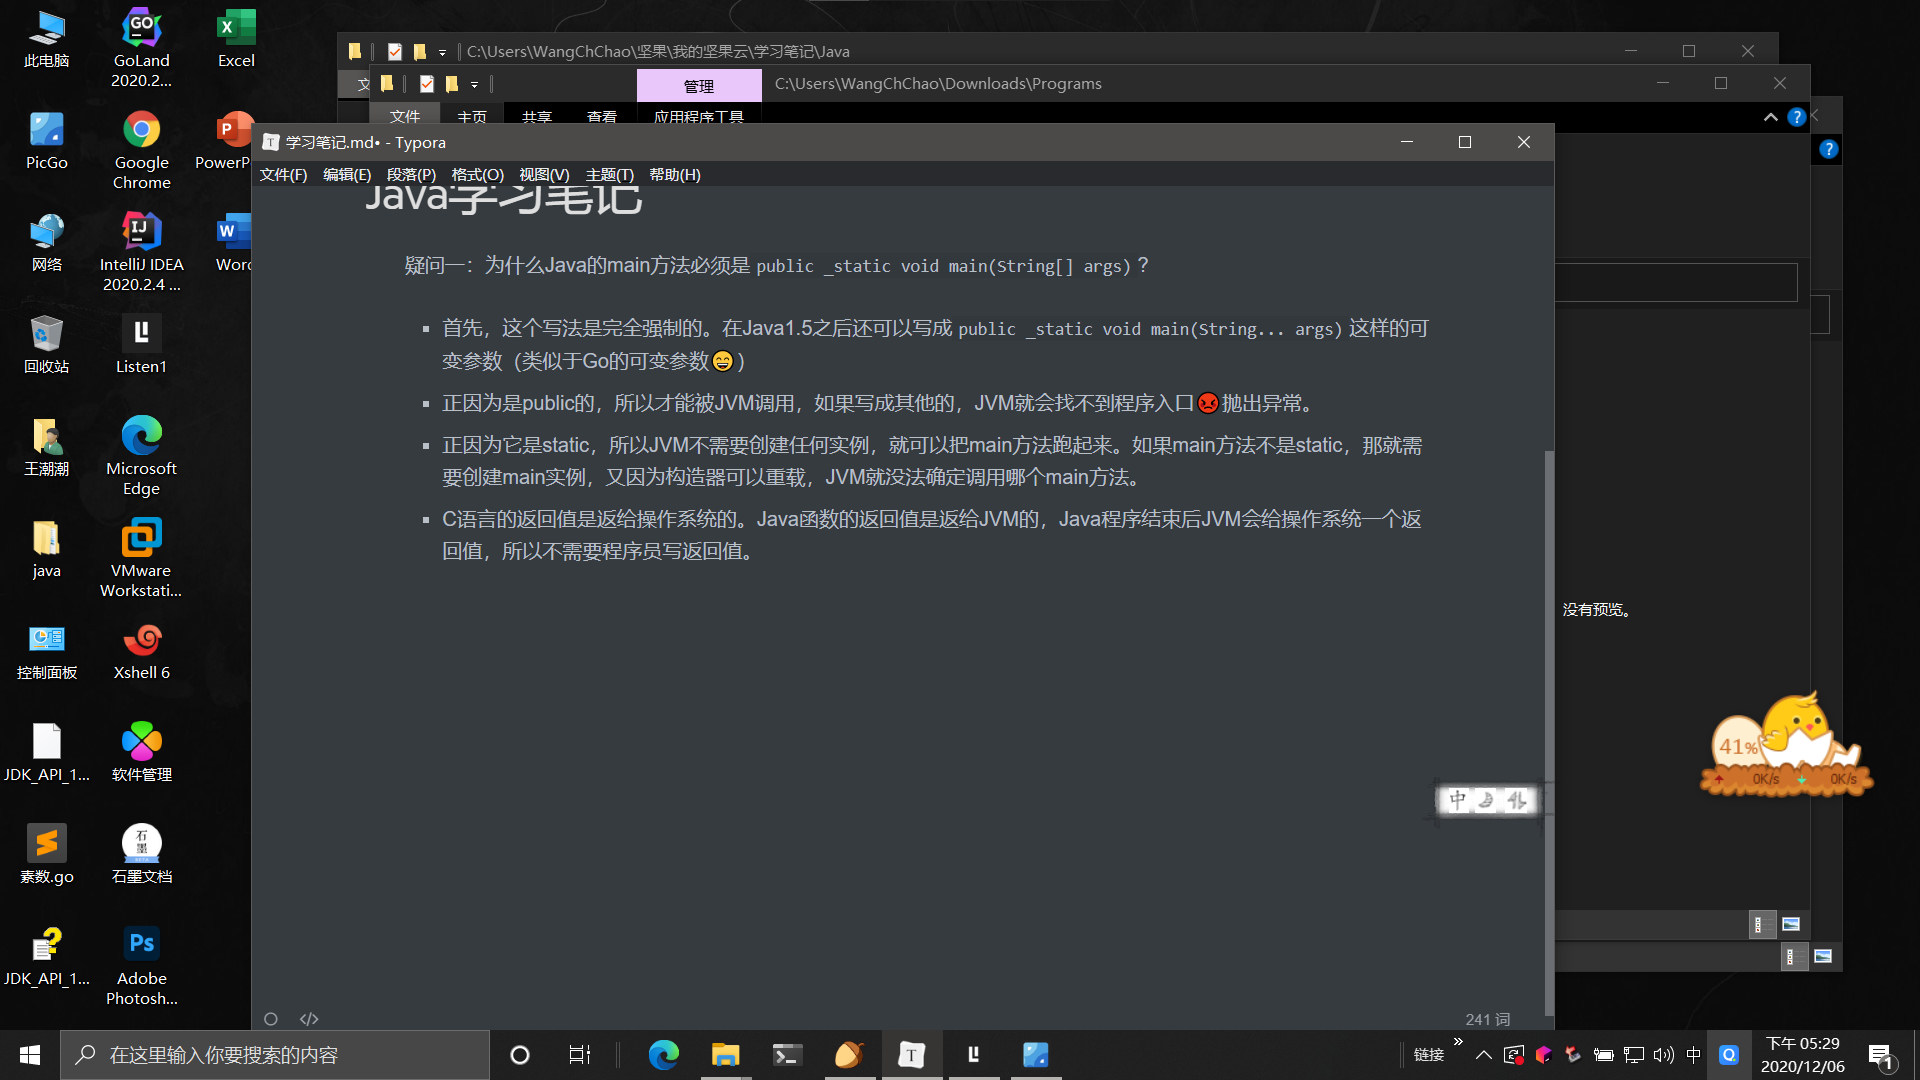 此电脑
GoLand
2020.2...
Excel
PicGo
Google
Chrome
PowerP
网络
IntelliJ IDEA
2020.2.4 ...
Word
回收站
Listen1
王潮潮
Microsoft
Edge
java
VMware
Workstati...
控制面板
Xshell 6
JDK_API_1...
软件管理
素数.go
石墨文档
JDK_API_1...
Adobe
Photosh...
C:\Users\WangChChao\坚果\我的坚果云\学习笔记\Java
文
管理
C:\Users\WangChChao\Downloads\Programs
文件 主页 共享 查看 应用程序工具
学习笔记.md• - Typora
文件(F) 编辑(E) 段落(P) 格式(O) 视图(V) 主题(T) 帮助(H)
Java学习笔记
疑问一：为什么Java的main方法必须是 public _static void main(String[] args)？
首先，这个写法是完全强制的。在Java1.5之后还可以写成 public _static void main(String... args) 这样的可
变参数（类似于Go的可变参数😄）
正因为是public的，所以才能被JVM调用，如果写成其他的，JVM就会找不到程序入口😡抛出异常。
正因为它是static，所以JVM不需要创建任何实例，就可以把main方法跑起来。如果main方法不是static，那就需
要创建main实例，又因为构造器可以重载，JVM就没法确定调用哪个main方法。
C语言的返回值是返给操作系统的。Java函数的返回值是返给JVM的，Java程序结束后JVM会给操作系统一个返
回值，所以不需要程序员写返回值。
没有预览。
41%
0K/s 0K/s
中
241 词
在这里输入你要搜索的内容
链接
中
下午 05:29
2020/12/06
1